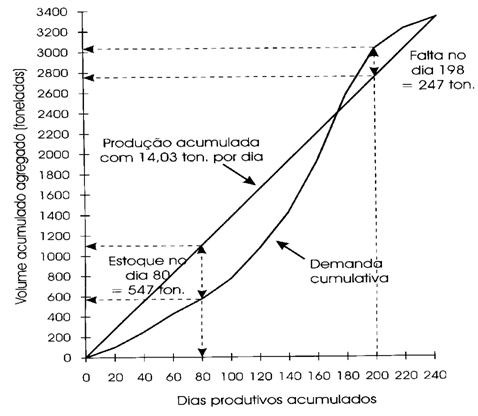 3400
3200
3000
2800
2600
2400
2200
2000
1800
1600
1400
1200
1000
800
600
400
200
0
Volume acumulado agregado (toneladas)
Falta no
dia 198
= 247 ton.
Produção acumulada
com 14,03 ton. por dia
Estoque no
dia 80
= 547 ton.
Demanda
cumulativa
0 20 40 60 80 100 120 140 160 180 200 220 240
Dias produtivos acumulados